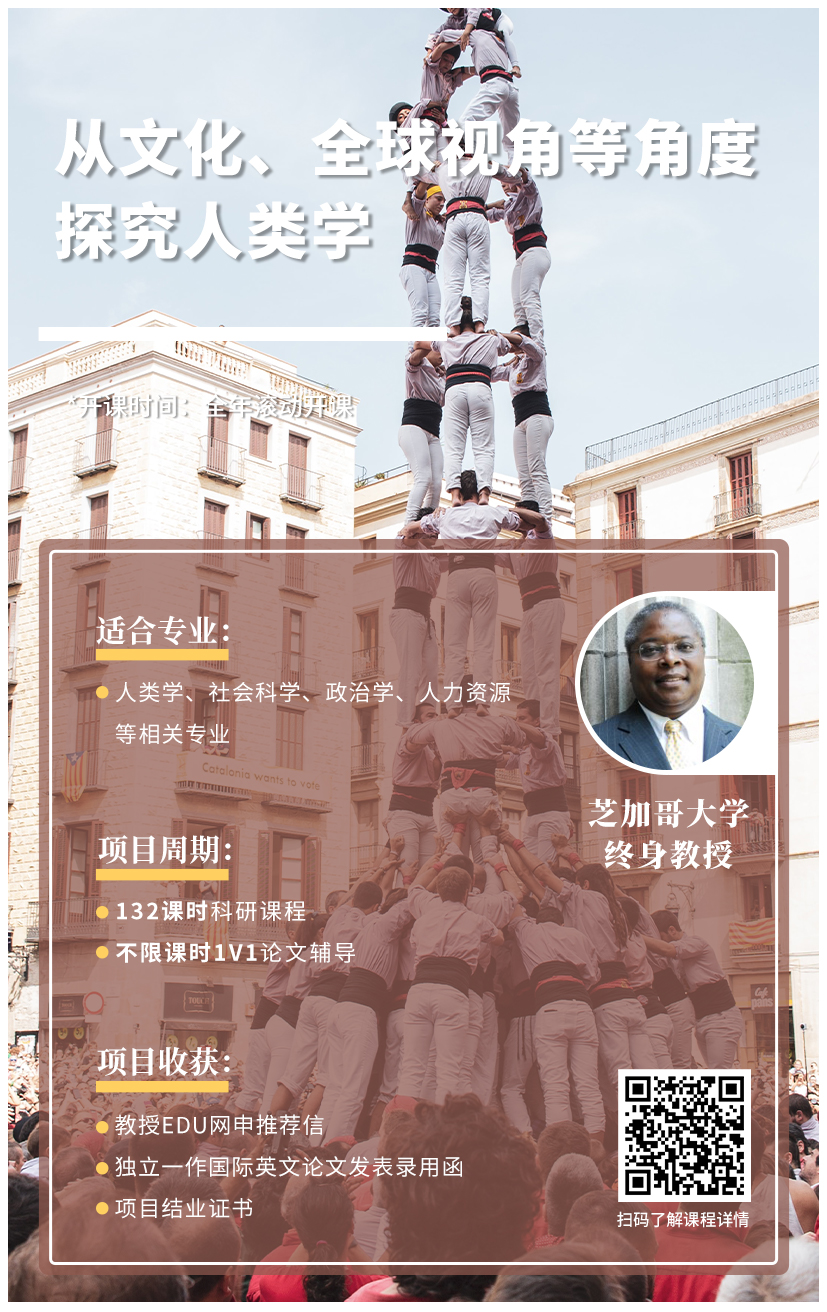 从文化、全球视角等角度
探究人类学
*开课时间：全年滚动开课
适合专业：
人类学、社会科学、政治学、人力资源
等相关专业
芝加哥大学
终身教授
Catalonia wants to vote
项目周期：
132课时科研课程
不限课时1V1论文辅导
项目收获：
教授EDU网申推荐信
独立一作国际英文论文发表录用函
项目结业证书
扫码了解课程详情